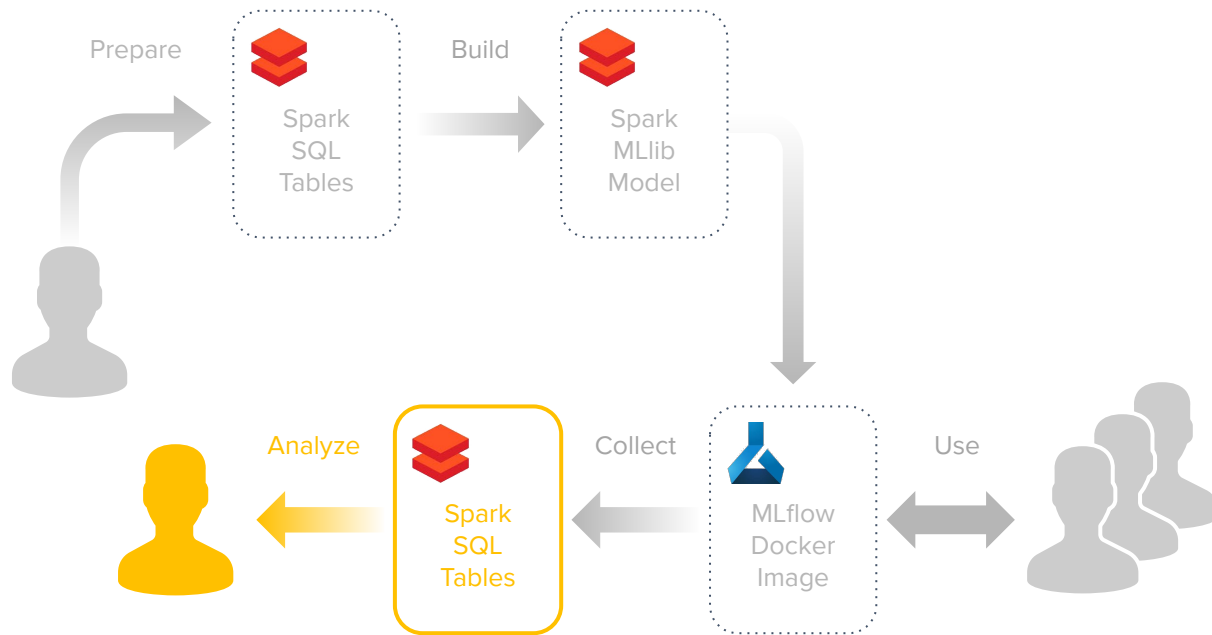 Prepare
Spark
SQL
Tables
Build
Spark
MLlib
Model
Analyze
Spark
SQL
Tables
Collect
MLflow
Docker
Image
Use